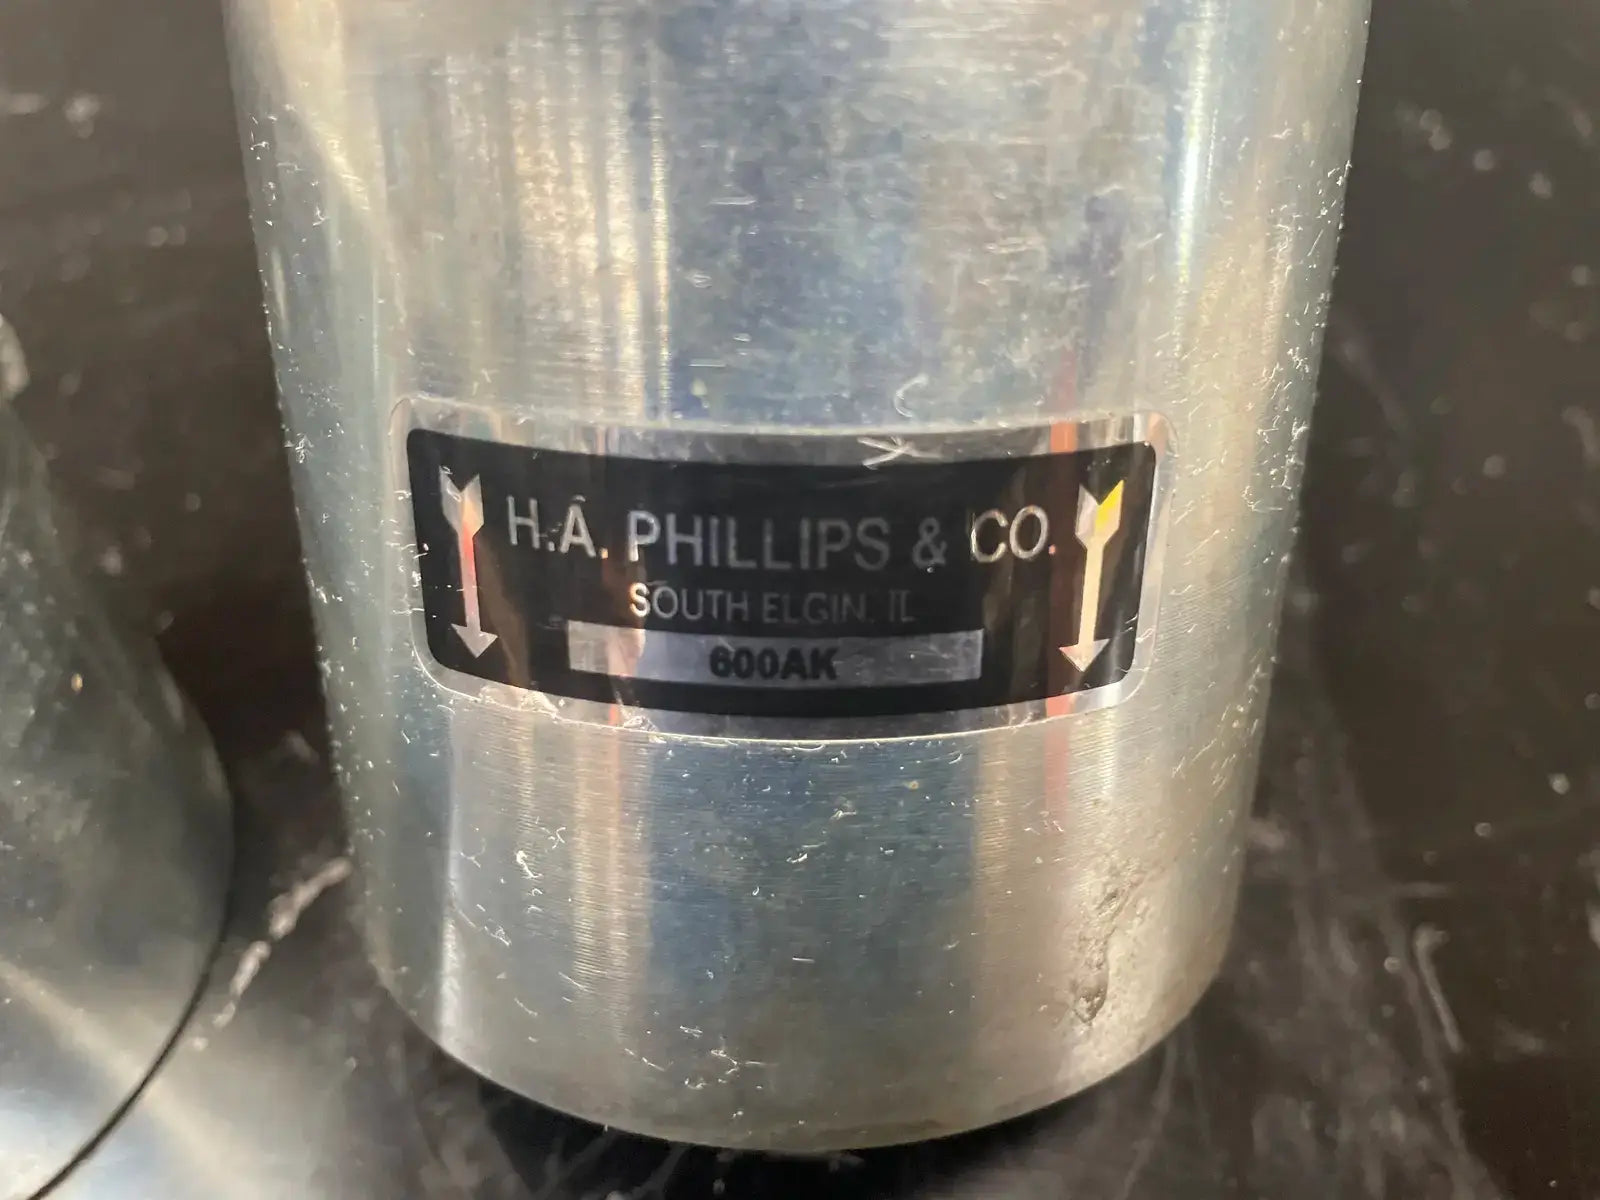 H.A. PHILLIPS & CO.
SOUTH ELGIN, IL
600AK